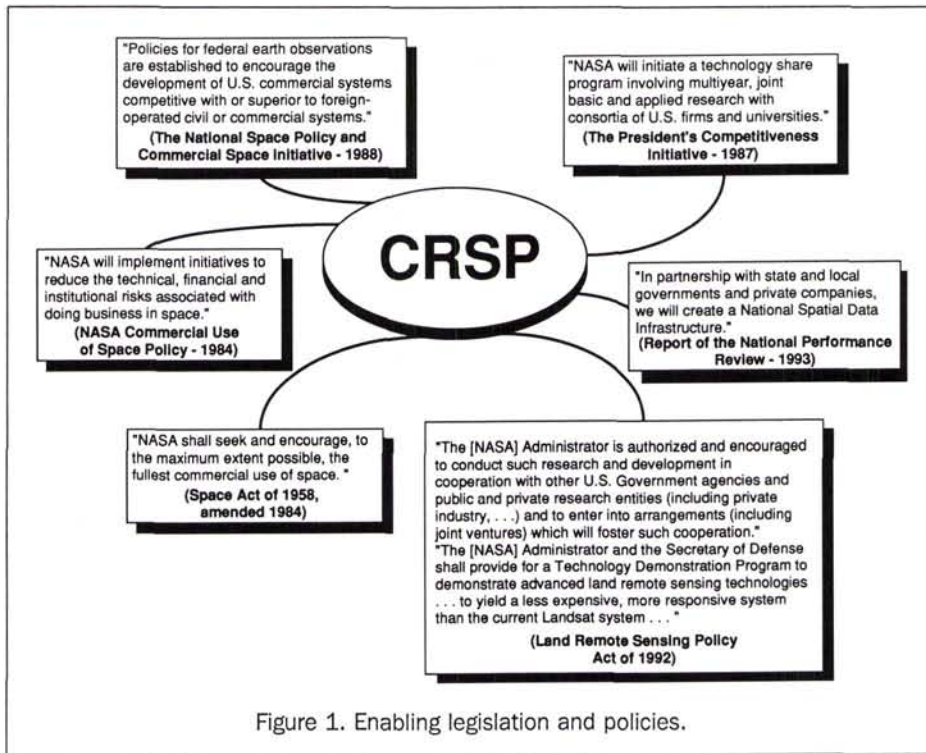 "Policies for federal earth observations
are established to encourage the
development of U.S. commercial systems
competitive with or superior to foreign-
operated civil or commercial systems."
(The National Space Policy and
Commercial Space Initiative - 1988)
"NASA will initiate a technology share
program involving multiyear, joint
basic and applied research with
consortia of U.S. firms and universities."
(The President's Competitiveness
Initiative - 1987)
CRSP
"NASA will implement initiatives to
reduce the technical, financial and
institutional risks associated with
doing business in space."
(NASA Commercial Use
of Space Policy - 1984)
"In partnership with state and local
governments and private companies,
we will create a National Spatial Data
Infrastructure."
(Report of the National Performance
Review - 1993)
"NASA shall seek and encourage, to
the maximum extent possible, the
fullest commercial use of space. "
(Space Act of 1958,
amended 1984)
"The [NASA] Administrator is authorized and encouraged
to conduct such research and development in
cooperation with other U.S. Government agencies and
public and private research entities (including private
industry, . . .) and to enter into arrangements (including
joint ventures) which will foster such cooperation."
"The [NASA] Administrator and the Secretary of Defense
shall provide for a Technology Demonstration Program to
demonstrate advanced land remote sensing technologies
. . . to yield a less expensive, more responsive system
than the current Landsat system . . . "
(Land Remote Sensing Policy
Act of 1992)
Figure 1. Enabling legislation and policies.